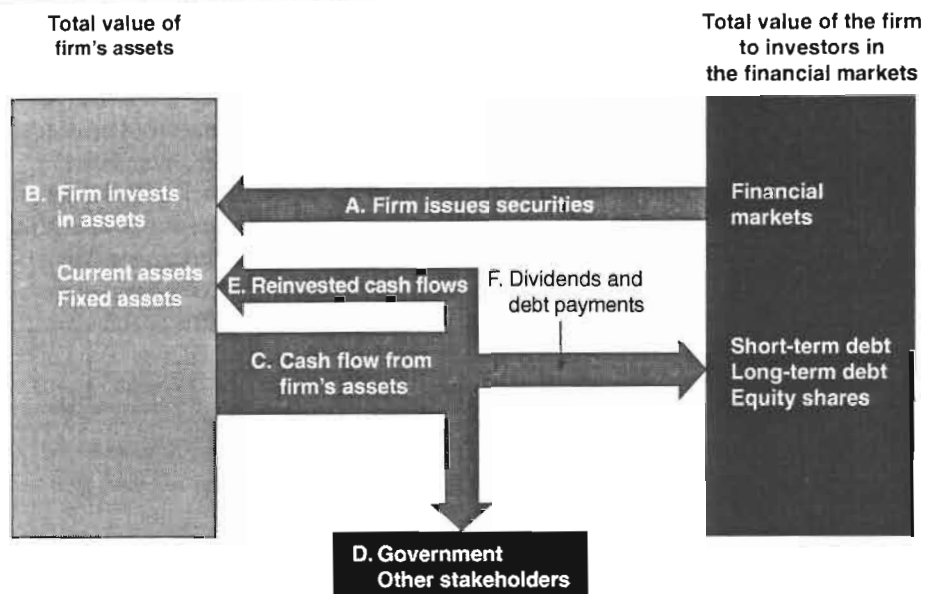 Total value of
firm's assets
Total value of the firm
to investors in
the financial markets
B. Firm invests
in assets
A. Firm issues securities
Financial
markets
Current assets
Fixed assets
E. Reinvested cash flows
F. Dividends and
debt payments
C. Cash flow from
firm's assets
Short-term debt
Long-term debt
Equity shares
D. Government
Other stakeholders